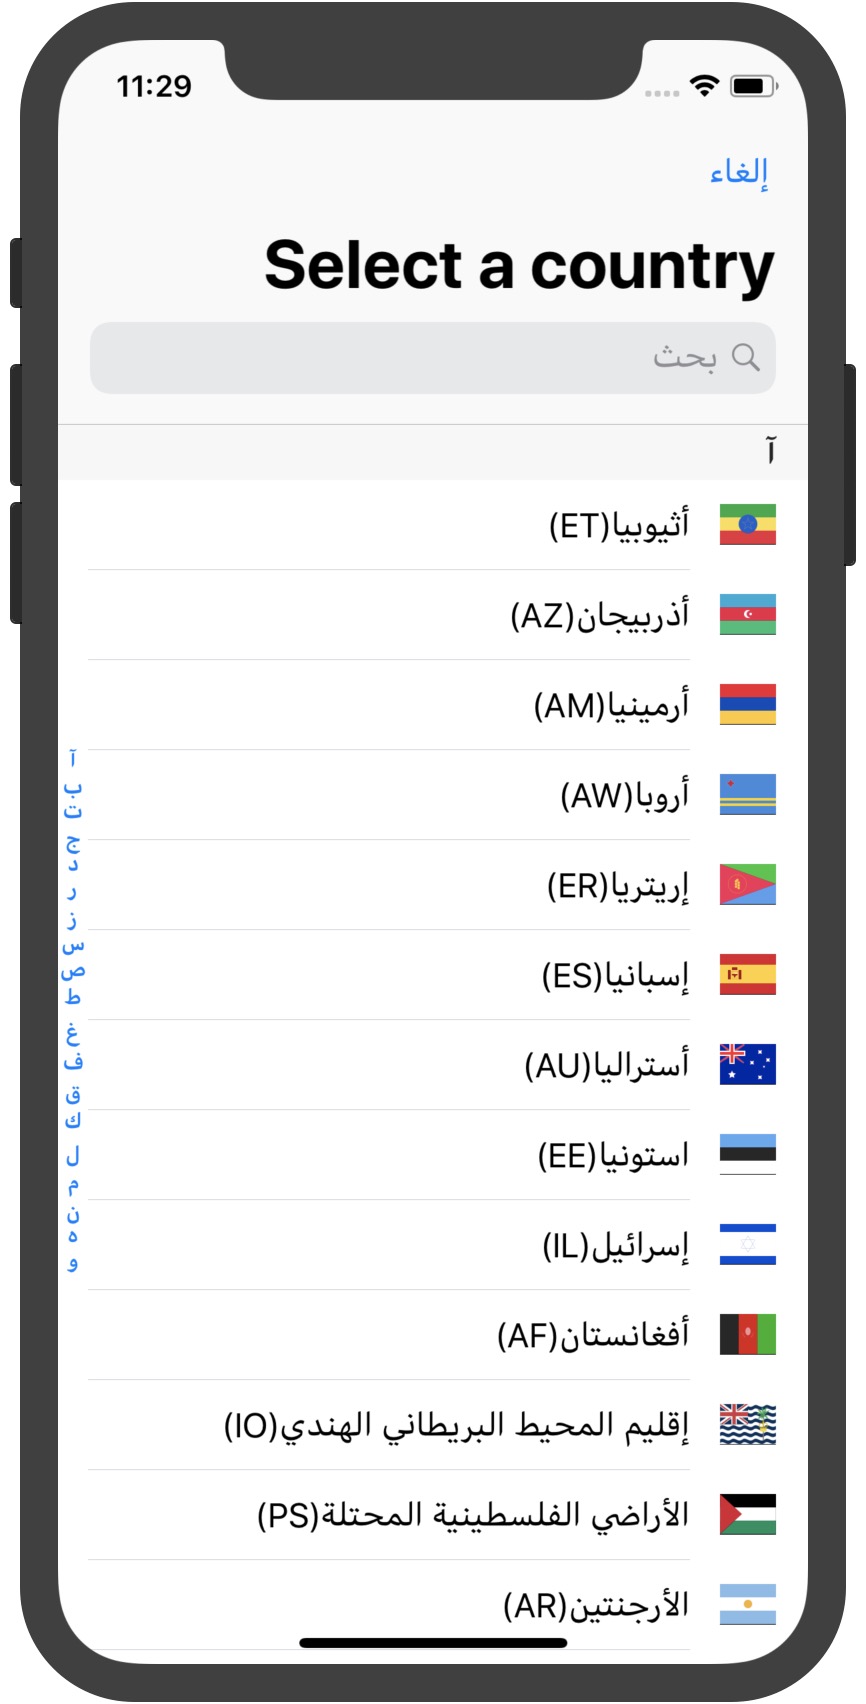 11:29
إلغاء
Select a country
بحث
آ
أثيوبيا(ET)
أذربيجان(AZ)
أرمينيا(AM)
أروبا(AW)
إريتريا(ER)
إسبانيا(ES)
أستراليا(AU)
استونيا(EE)
إسرائيل(IL)
أفغانستان(AF)
إقليم المحيط البريطاني الهندي(IO)
الأراضي الفلسطينية المحتلة(PS)
الأرجنتين(AR)
آ
ب
ت
ج
د
ر
ز
س
ص
ط
غ
ف
ق
ك
ل
م
ن
ه
و